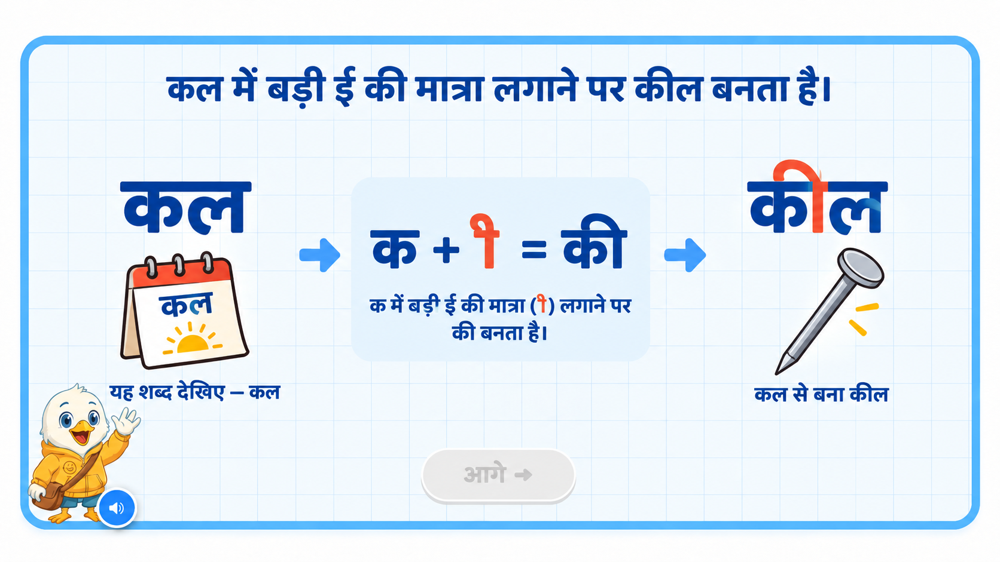 कल में बड़ी ई की मात्रा लगाने पर कील बनता है।
कल
कल
यह शब्द देखिए – कल
क + ी = की
क में बड़ी ई की मात्रा (ी) लगाने पर
की बनता है।
कील
कल से बना कील
आगे →